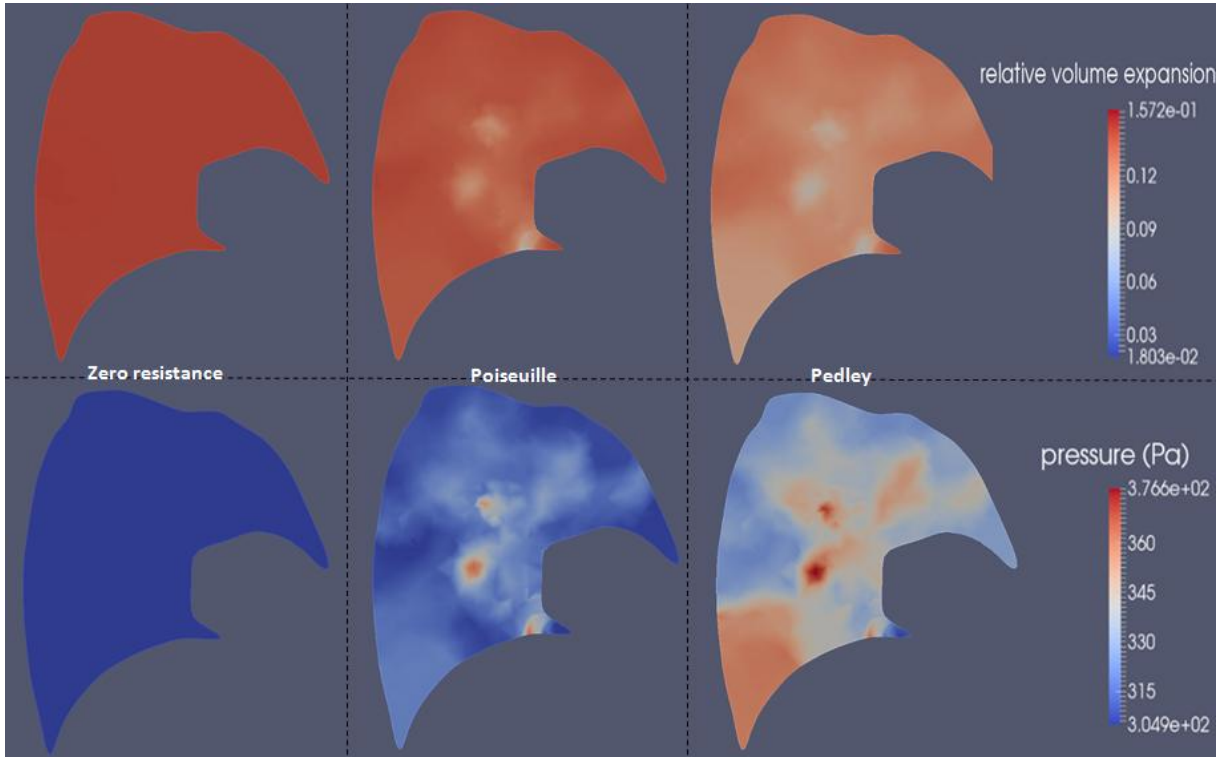 relative volume expansion
1.572e-01
0.12
0.09
0.06
0.03
1.803e-02
Zero resistance
Poiseuille
Pedley
pressure (Pa)
3.766e+02
360
345
330
315
3.049e+02